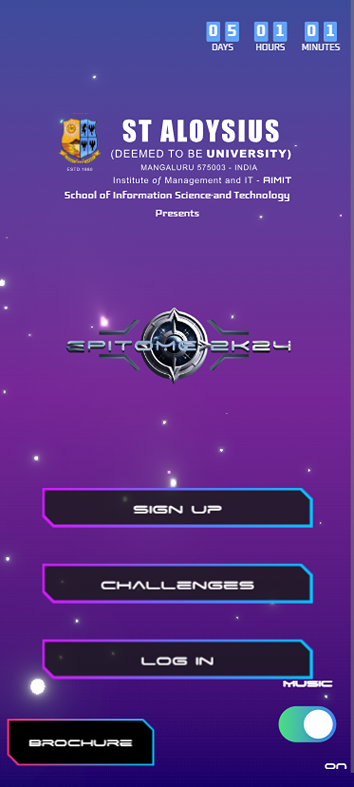 05 01 01
DAYS HOURS MINUTES
ST ALOYSIUS
(DEEMED TO BE UNIVERSITY)
MANGALURU 575003 - INDIA
Institute of Management and IT - AIMIT
ESTD.1880
School of Information Science and Technology
Presents
EPITOME 2K24
SIGN UP
CHALLENGES
LOG IN
MUSIC
BROCHURE
ON